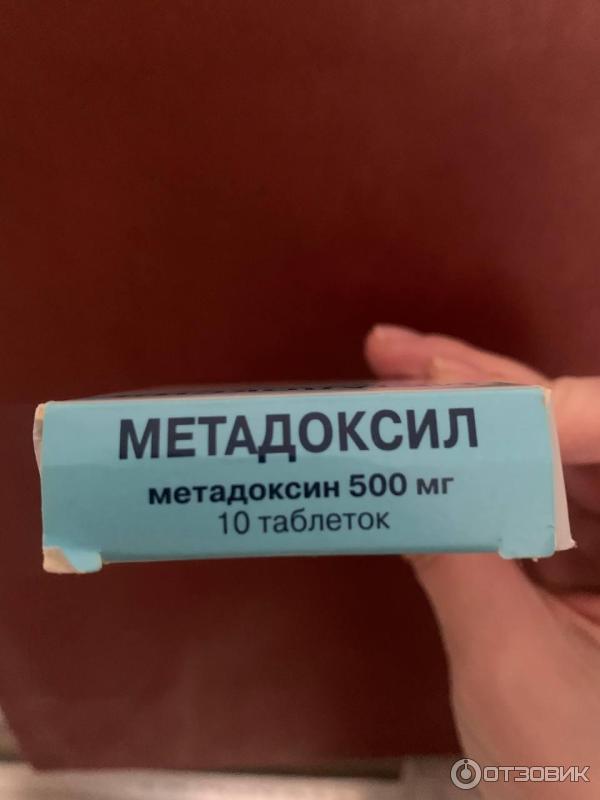 МЕТАДОКСИЛ
метадоксин 500 мг
10 таблеток
ОТЗОВИК